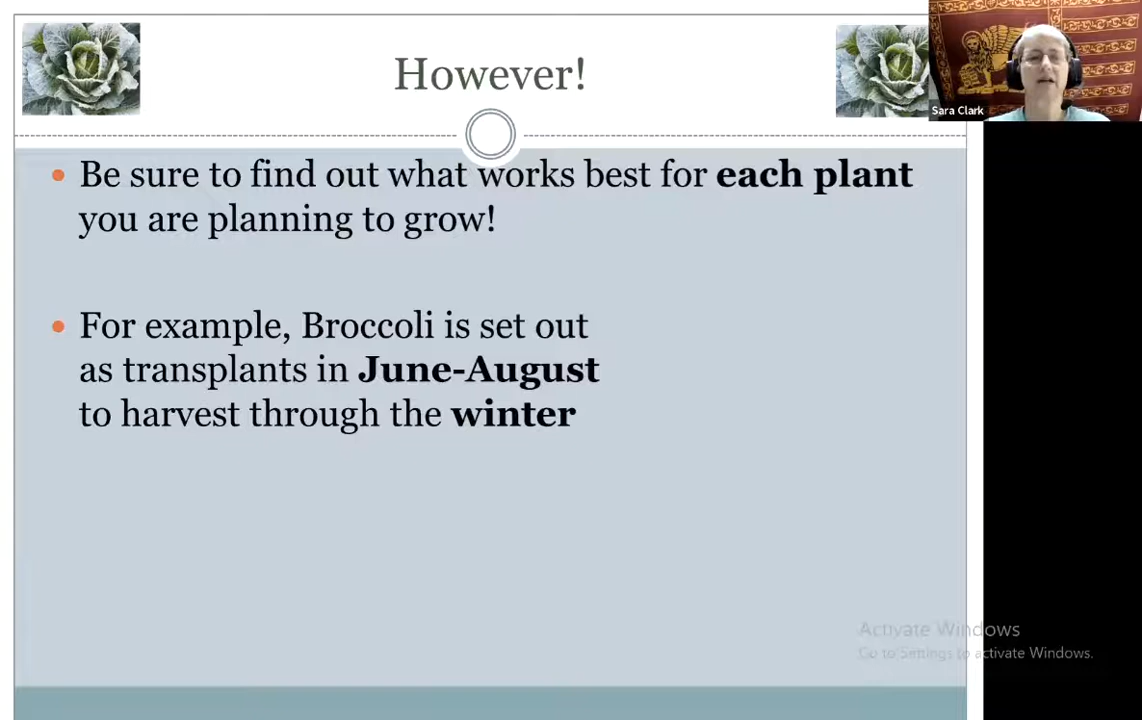 However!
Sara Clark
Be sure to find out what works best for each plant
you are planning to grow!
For example, Broccoli is set out
as transplants in June-August
to harvest through the winter
Activate Windows
Go to Settings to activate Windows.